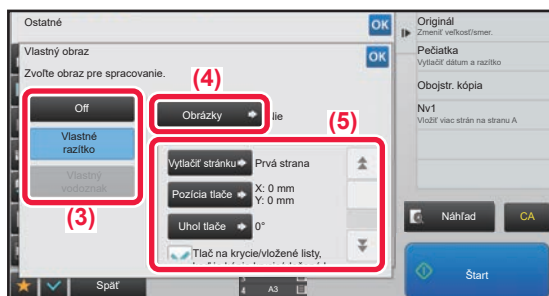 Ostatné
OK
Vlastný obraz
OK
Zvoľte obraz pre spracovanie.
(4)
Off
Obrázky
(5)
Vlastné
razítko
Vlastný
vodoznak
(3)
Vytlačiť stránku
Prvá strana
Pozícia tlače
X: 0 mm
Y: 0 mm
Uhol tlače
0°
Tlač na krycie/vložené listy,
Späť
4
A3
Originál
Zmeniť veľkosť/smer.
Pečiatka
Vytlačiť dátum a razítko
Obojstr. kópia
Nv1
Vložiť viac strán na stranu A
Náhľad
CA
Štart